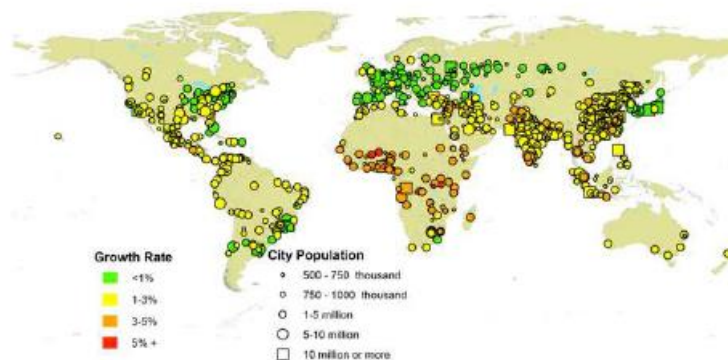 Growth Rate
<1%
1-3%
3-5%
5% +
City Population
500 - 750 thousand
750 - 1000 thousand
1-5 million
5-10 million
10 million or more